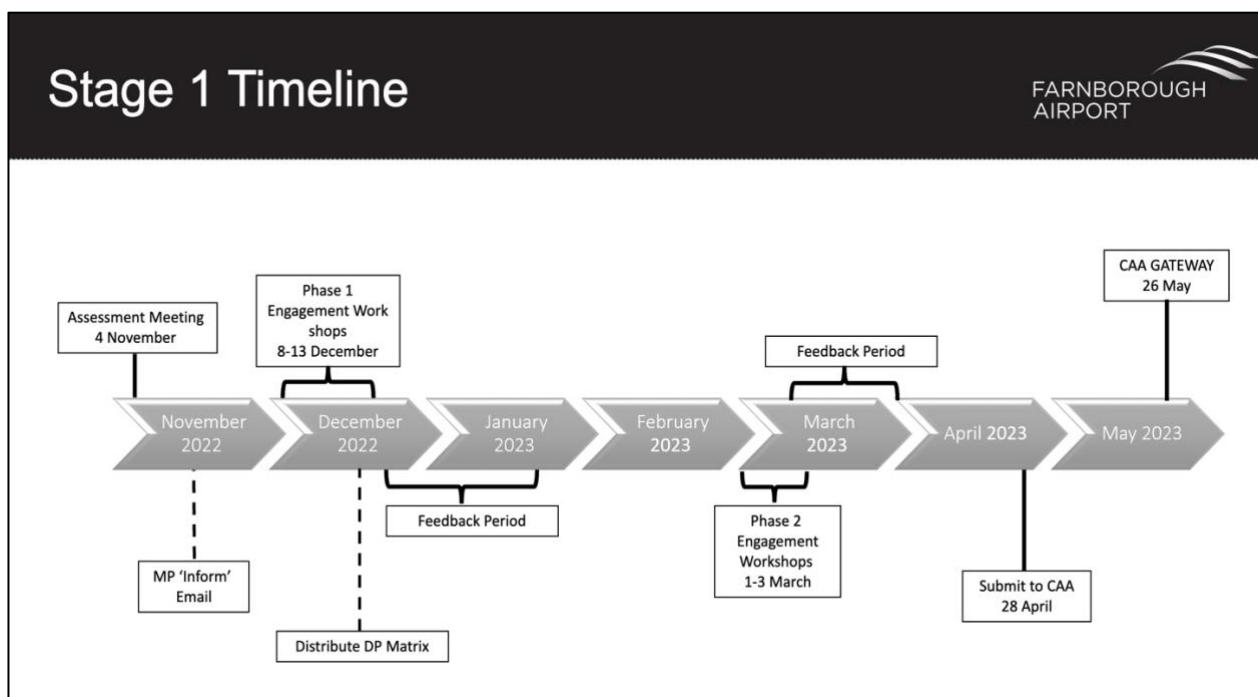 Stage 1 Timeline
FARNBOROUGH
AIRPORT
Assessment Meeting
4 November
Phase 1
Engagement Work
shops
8-13 December
Feedback Period
CAA GATEWAY
26 May
November
2022
December
2022
January
2023
February
2023
March
2023
April 2023
May 2023
MP ‘Inform’
Email
Distribute DP Matrix
Feedback Period
Phase 2
Engagement
Workshops
1-3 March
Submit to CAA
28 April